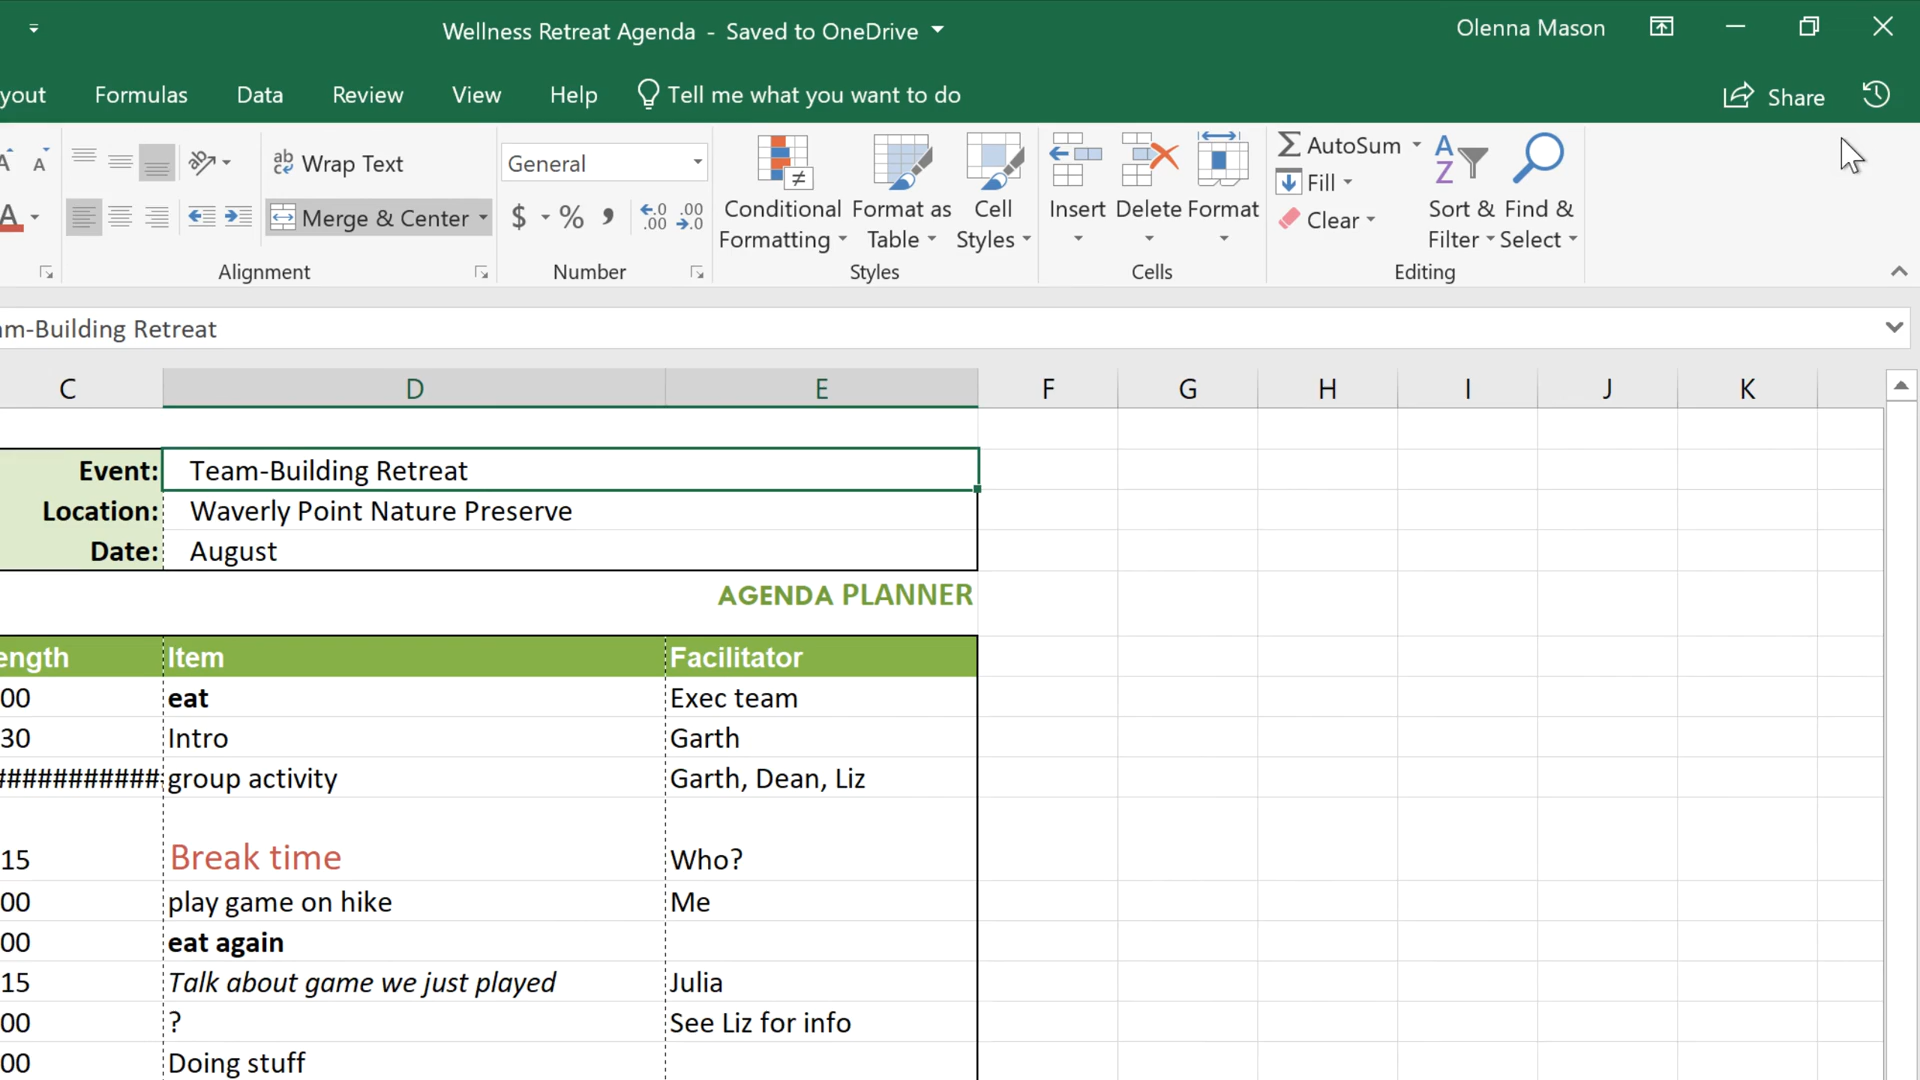 Wellness Retreat Agenda - Saved to OneDrive
Olenna Mason
yout Formulas Data Review View Help Tell me what you want to do
Share
Wrap Text
General
Merge & Center
$ % ,
AutoSum
Fill
Clear
Conditional Formatting
Format as Table
Cell Styles
Insert Delete Format
Sort & Filter
Find & Select
Alignment Number Styles Cells Editing
am-Building Retreat
C D E F G H I J K
Event: Team-Building Retreat
Location: Waverly Point Nature Preserve
Date: August
AGENDA PLANNER
ength Item Facilitator
00 eat Exec team
30 Intro Garth
############ group activity Garth, Dean, Liz
15 Break time Who?
00 play game on hike Me
00 eat again
15 Talk about game we just played Julia
00 ? See Liz for info
00 Doing stuff